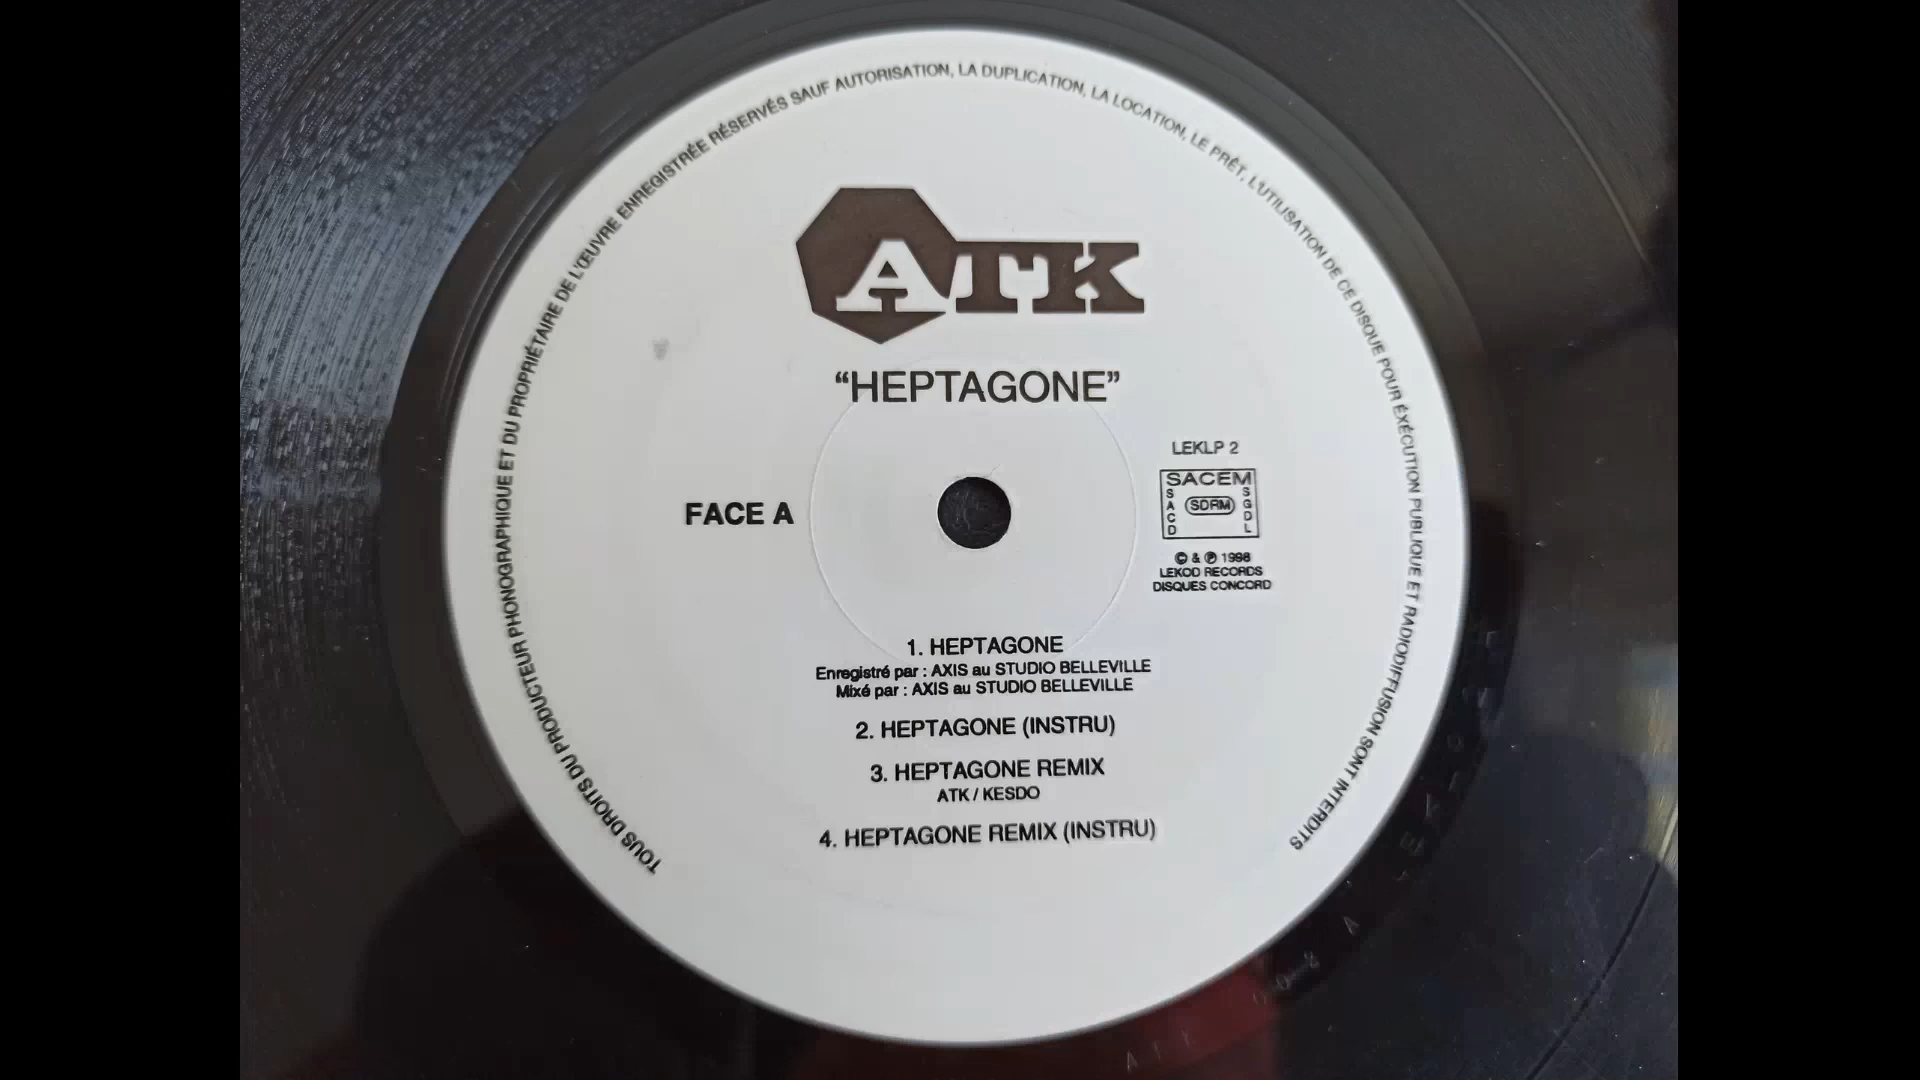 TOUS DROITS DU PRODUCTEUR PHONOGRAPHIQUE ET DU PROPRIÉTAIRE DE L'ŒUVRE ENREGISTRÉE RÉSERVÉS SAUF AUTORISATION, LA DUPLICATION, LA LOCATION, LE PRÊT, L'UTILISATION DE CE DISQUE POUR ÉXÉCUTION PUBLIQUE ET RADIODIFFUSION SONT INTERDITS
ATK
“HEPTAGONE”
FACE A
LEKLP 2
SACEM
SACD
SDRM
SGDL
© & ℗ 1998
LEKOD RECORDS
DISQUES CONCORD
1. HEPTAGONE
Enregistré par : AXIS au STUDIO BELLEVILLE
Mixé par : AXIS au STUDIO BELLEVILLE
2. HEPTAGONE (INSTRU)
3. HEPTAGONE REMIX
ATK / KESDO
4. HEPTAGONE REMIX (INSTRU)